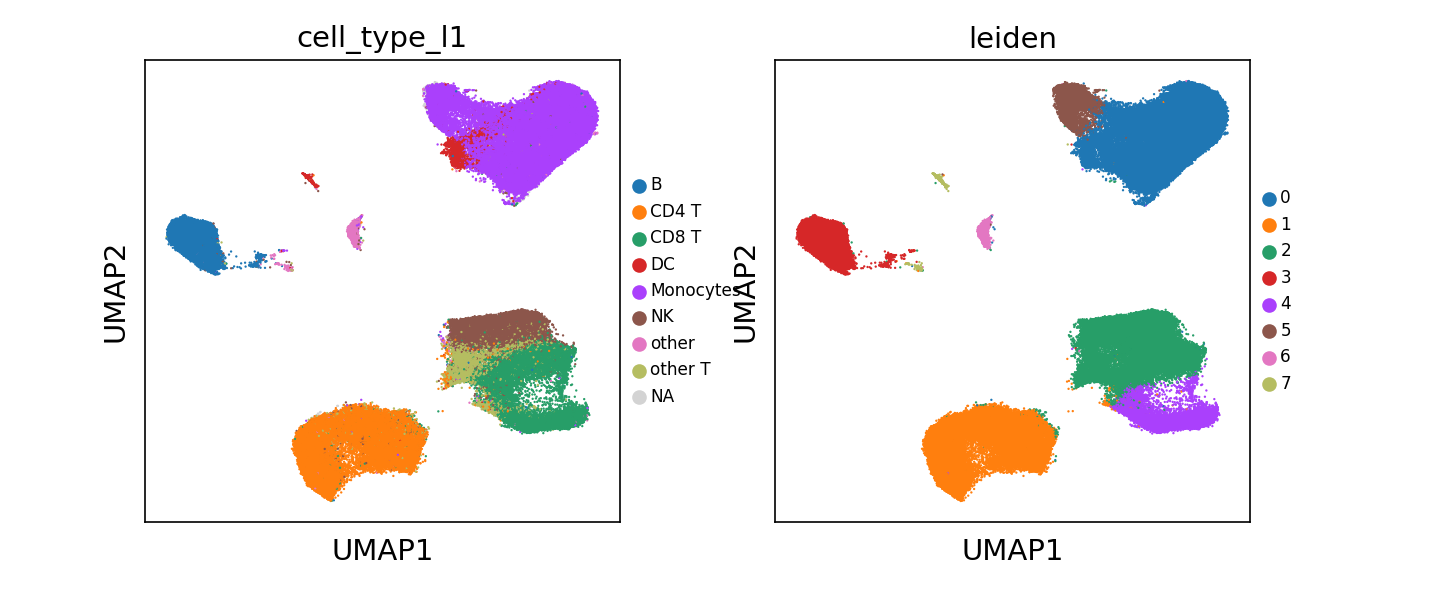 cell_type_l1
UMAP2
UMAP1
B
CD4 T
CD8 T
DC
Monocytes
NK
other
other T
NA
leiden
UMAP2
UMAP1
0
1
2
3
4
5
6
7